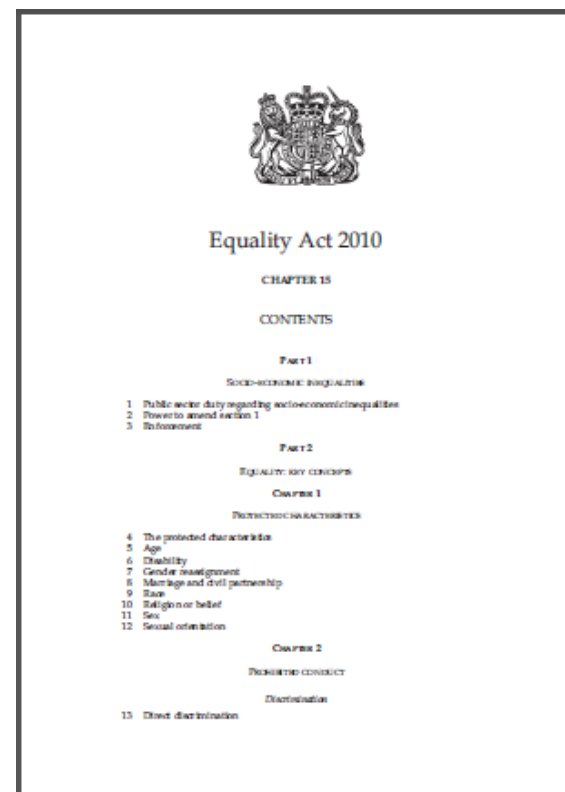 Equality Act 2010
CHAPTER 15
CONTENTS
PART 1
SOCIO-ECONOMIC INEQUALITIES
1 Public sector duty regarding socio-economic inequalities
2 Power to amend section 1
3 Enforcement
PART 2
EQUALITY: KEY CONCEPTS
CHAPTER 1
PROTECTED CHARACTERISTICS
4 The protected characteristics
5 Age
6 Disability
7 Gender reassignment
8 Marriage and civil partnership
9 Race
10 Religion or belief
11 Sex
12 Sexual orientation
CHAPTER 2
PROHIBITED CONDUCT
Discrimination
13 Direct discrimination